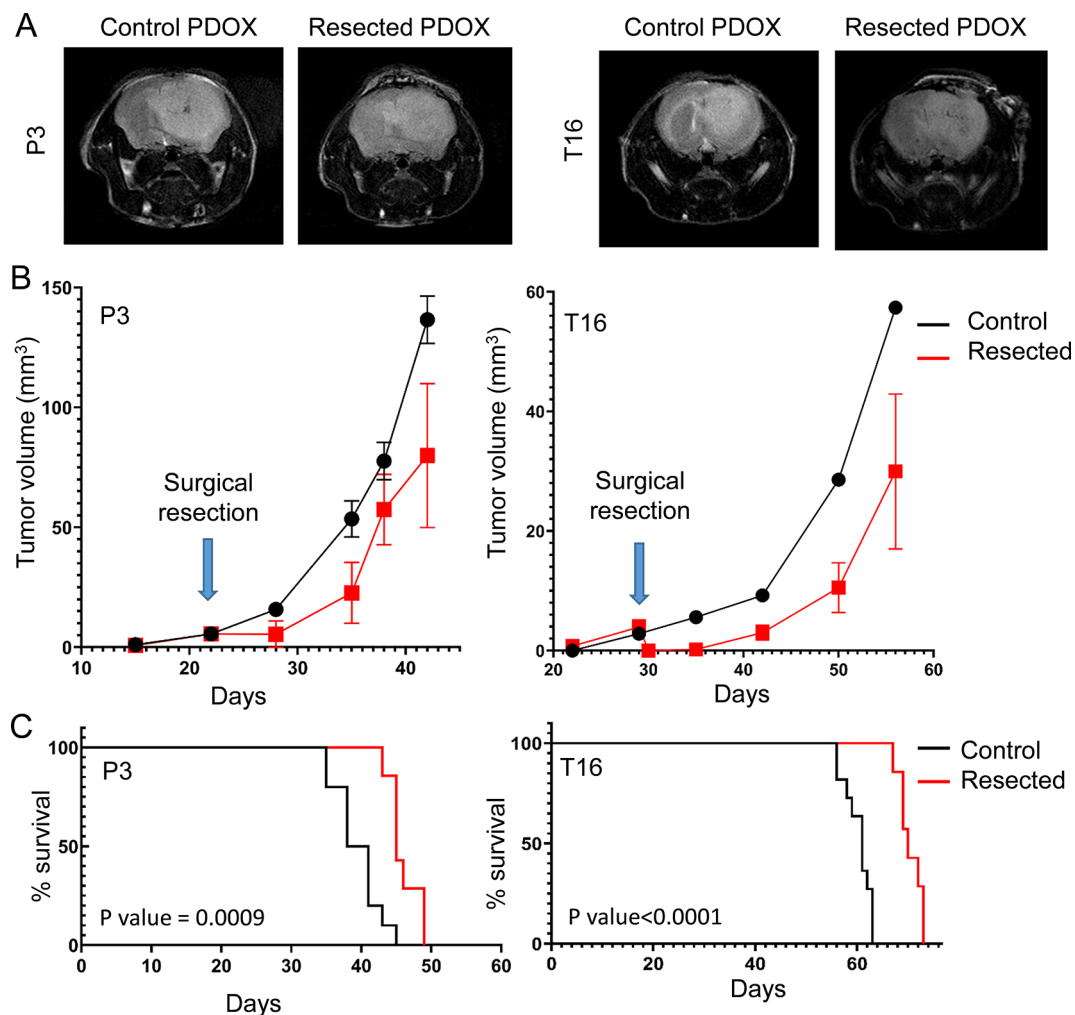 A
Control PDOX
Resected PDOX
Control PDOX
Resected PDOX
P3
T16
B
P3
Tumor volume (mm³)
150
100
50
0
10
20
30
40
Surgical
resection
Days
T16
Tumor volume (mm³)
60
40
20
0
20
30
40
50
60
Surgical
resection
Days
Control
Resected
C
P3
% survival
100
50
0
0
10
20
30
40
50
60
P value = 0.0009
Days
T16
% survival
100
50
0
0
20
40
60
P value<0.0001
Days
Control
Resected